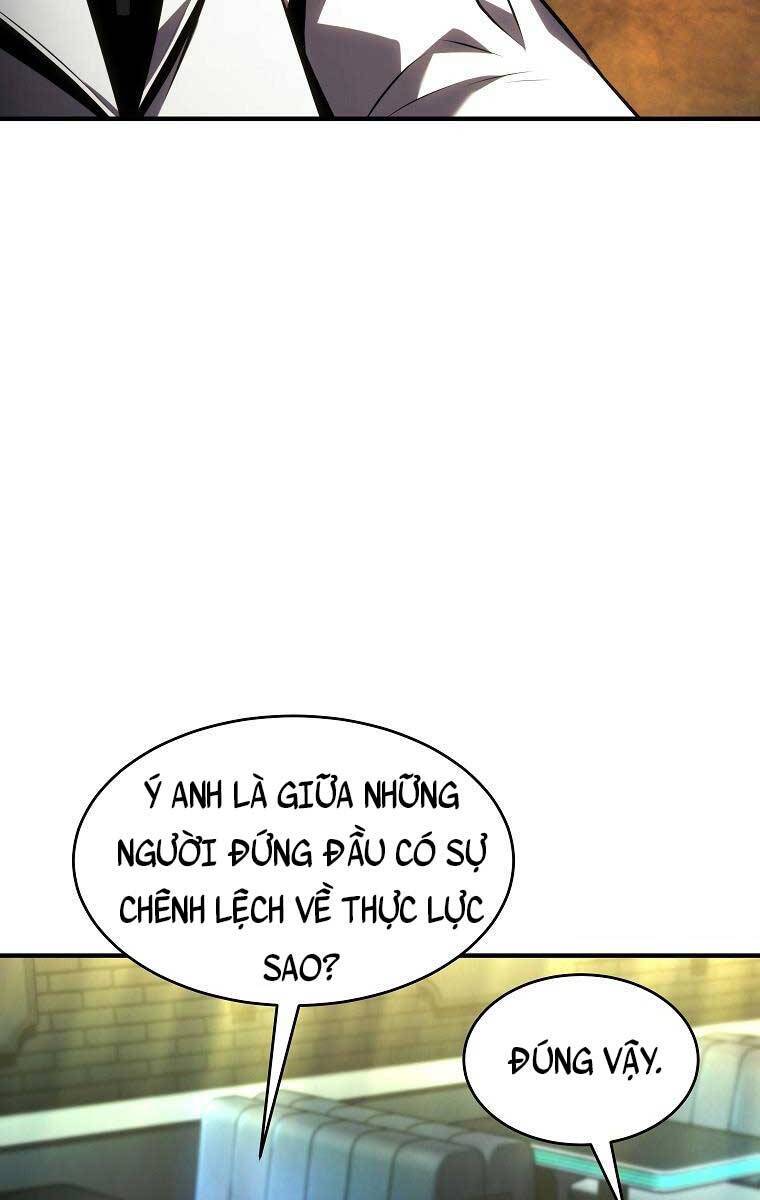 Ý ANH LÀ GIỮA NHỮNG
NGƯỜI ĐỨNG ĐẦU CÓ SỰ
CHÊNH LỆCH VỀ THỰC LỰC
SAO?
ĐÚNG VẬY.